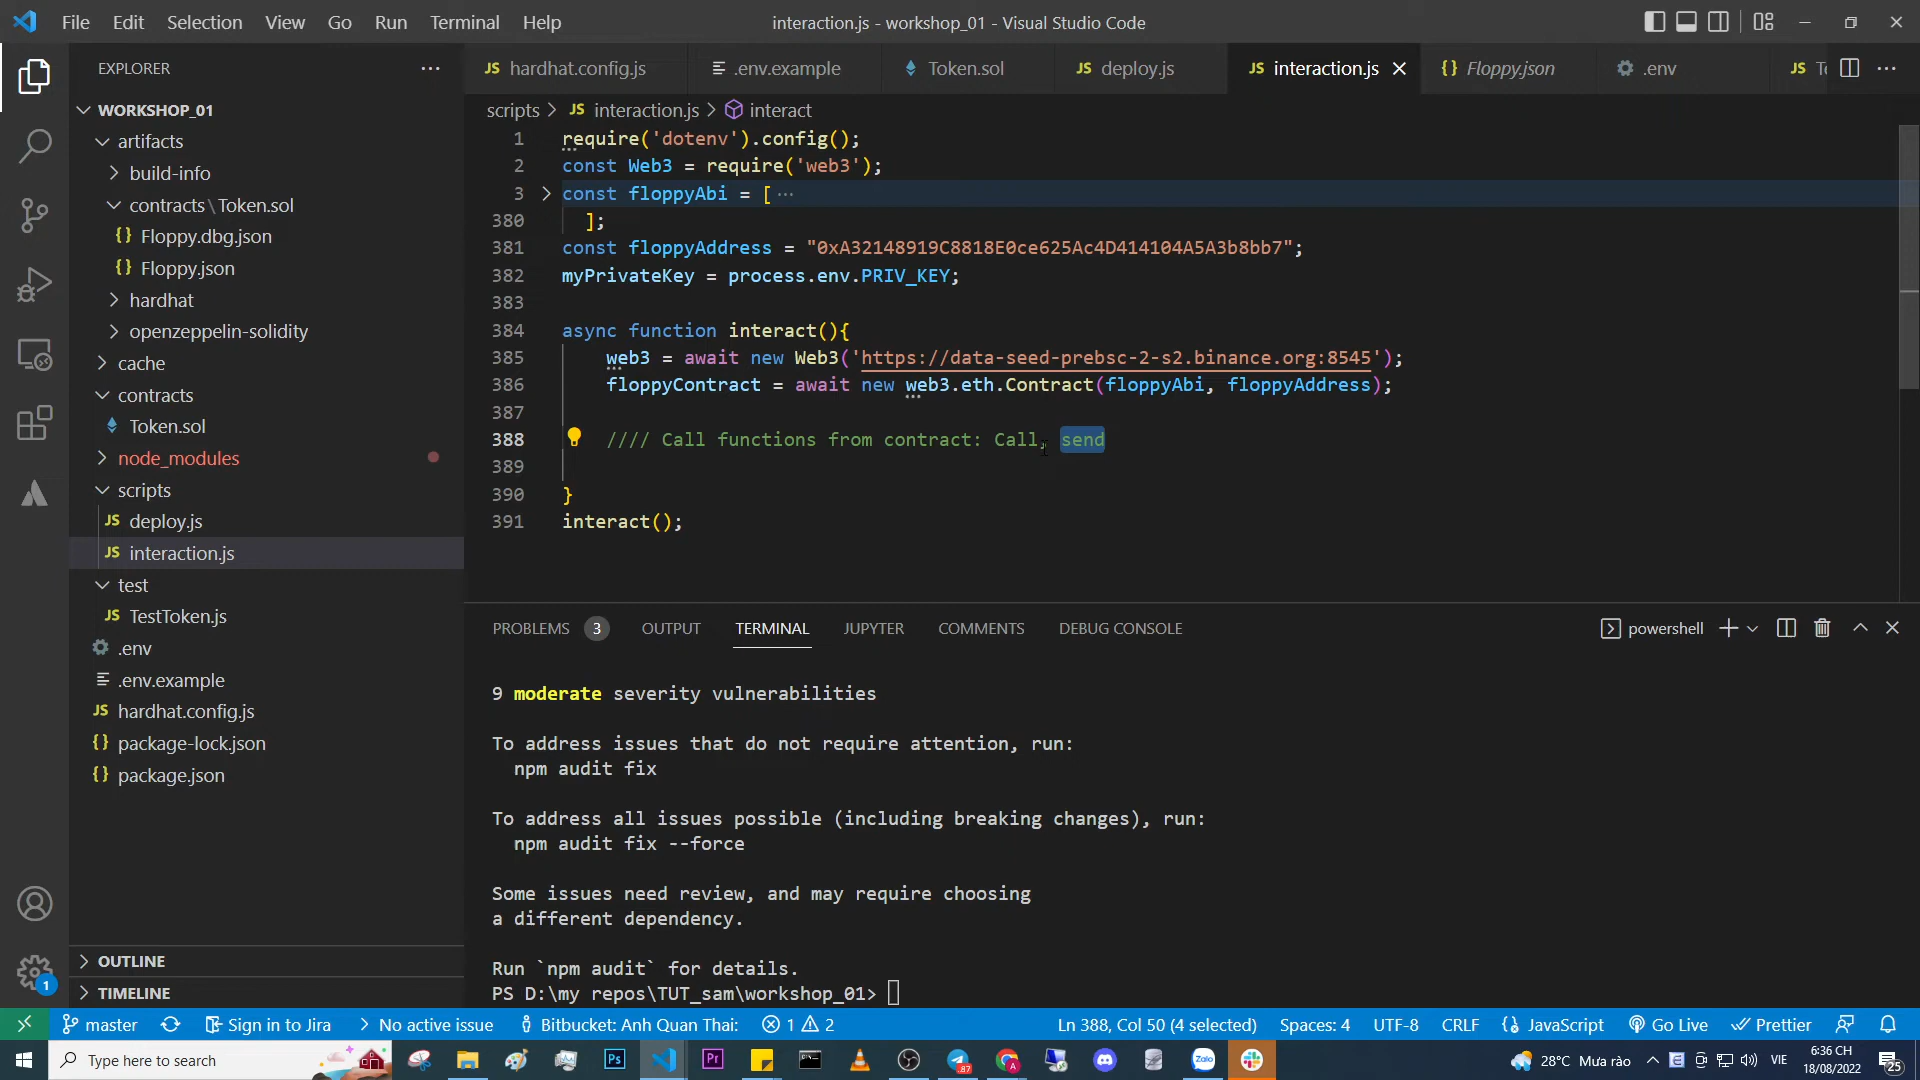 File Edit Selection View Go Run Terminal Help
interaction.js - workshop_01 - Visual Studio Code
EXPLORER
hardhat.config.js
.env.example
Token.sol
deploy.js
interaction.js
Floppy.json
.env
scripts > interaction.js > interact
WORKSHOP_01
artifacts
build-info
contracts \ Token.sol
Floppy.dbg.json
Floppy.json
hardhat
openzeppelin-solidity
cache
contracts
Token.sol
node_modules
scripts
deploy.js
interaction.js
test
TestToken.js
.env
.env.example
hardhat.config.js
package-lock.json
package.json
OUTLINE
TIMELINE
1 require('dotenv').config();
2 const Web3 = require('web3');
3 const floppyAbi = [ ...
380 ];
381 const floppyAddress = "0xA32148919C8818E0ce625Ac4D414104A5A3b8bb7";
382 myPrivateKey = process.env.PRIV_KEY;
383
384 async function interact(){
385 web3 = await new Web3('https://data-seed-prebsc-2-s2.binance.org:8545');
386 floppyContract = await new web3.eth.Contract(floppyAbi, floppyAddress);
387
388 //// Call functions from contract: Call, send
389
390 }
391 interact();
PROBLEMS 3 OUTPUT TERMINAL JUPYTER COMMENTS DEBUG CONSOLE
powershell
9 moderate severity vulnerabilities
To address issues that do not require attention, run:
npm audit fix
To address all issues possible (including breaking changes), run:
npm audit fix --force
Some issues need review, and may require choosing
a different dependency.
Run `npm audit` for details.
PS D:\my repos\TUT_sam\workshop_01>
1
master Sign in to Jira No active issue Bitbucket: Anh Quan Thai: 1 2
Ln 388, Col 50 (4 selected) Spaces: 4 UTF-8 CRLF {} JavaScript Go Live Prettier
Type here to search
Ps
Pr
87
Zalo
28°C Mưa rào
VIE
6:36 CH
18/08/2022
25